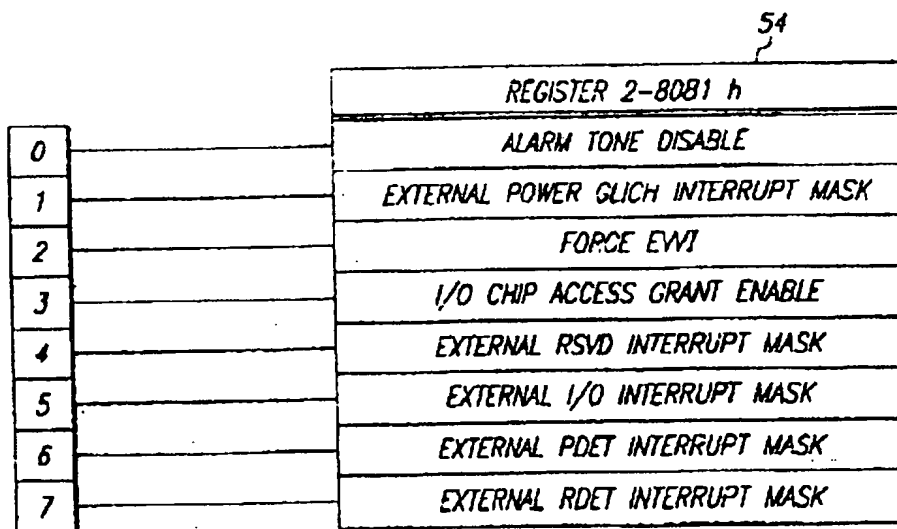 54
REGISTER 2-8081 h
0 ALARM TONE DISABLE
1 EXTERNAL POWER GLICH INTERRUPT MASK
2 FORCE EWI
3 I/O CHIP ACCESS GRANT ENABLE
4 EXTERNAL RSVD INTERRUPT MASK
5 EXTERNAL I/O INTERRUPT MASK
6 EXTERNAL PDET INTERRUPT MASK
7 EXTERNAL RDET INTERRUPT MASK